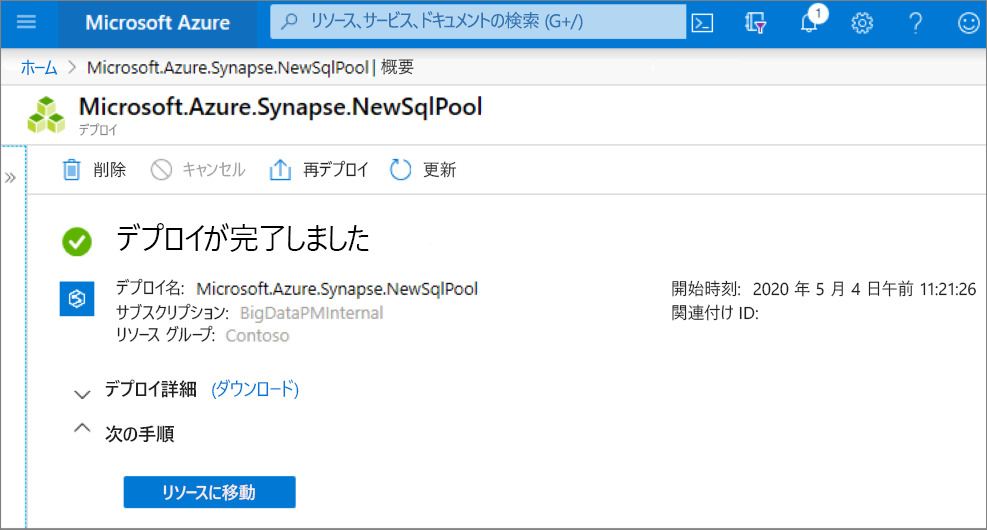 Microsoft Azure
リソース、サービス、ドキュメントの検索 (G+/)
1
ホーム > Microsoft.Azure.Synapse.NewSqlPool | 概要
Microsoft.Azure.Synapse.NewSqlPool
デプロイ
削除 キャンセル 再デプロイ 更新
デプロイが完了しました
デプロイ名: Microsoft.Azure.Synapse.NewSqlPool
サブスクリプション: BigDataPMInternal
リソース グループ: Contoso
開始時刻: 2020 年 5 月 4 日午前 11:21:26
関連付け ID:
デプロイ詳細 (ダウンロード)
次の手順
リソースに移動